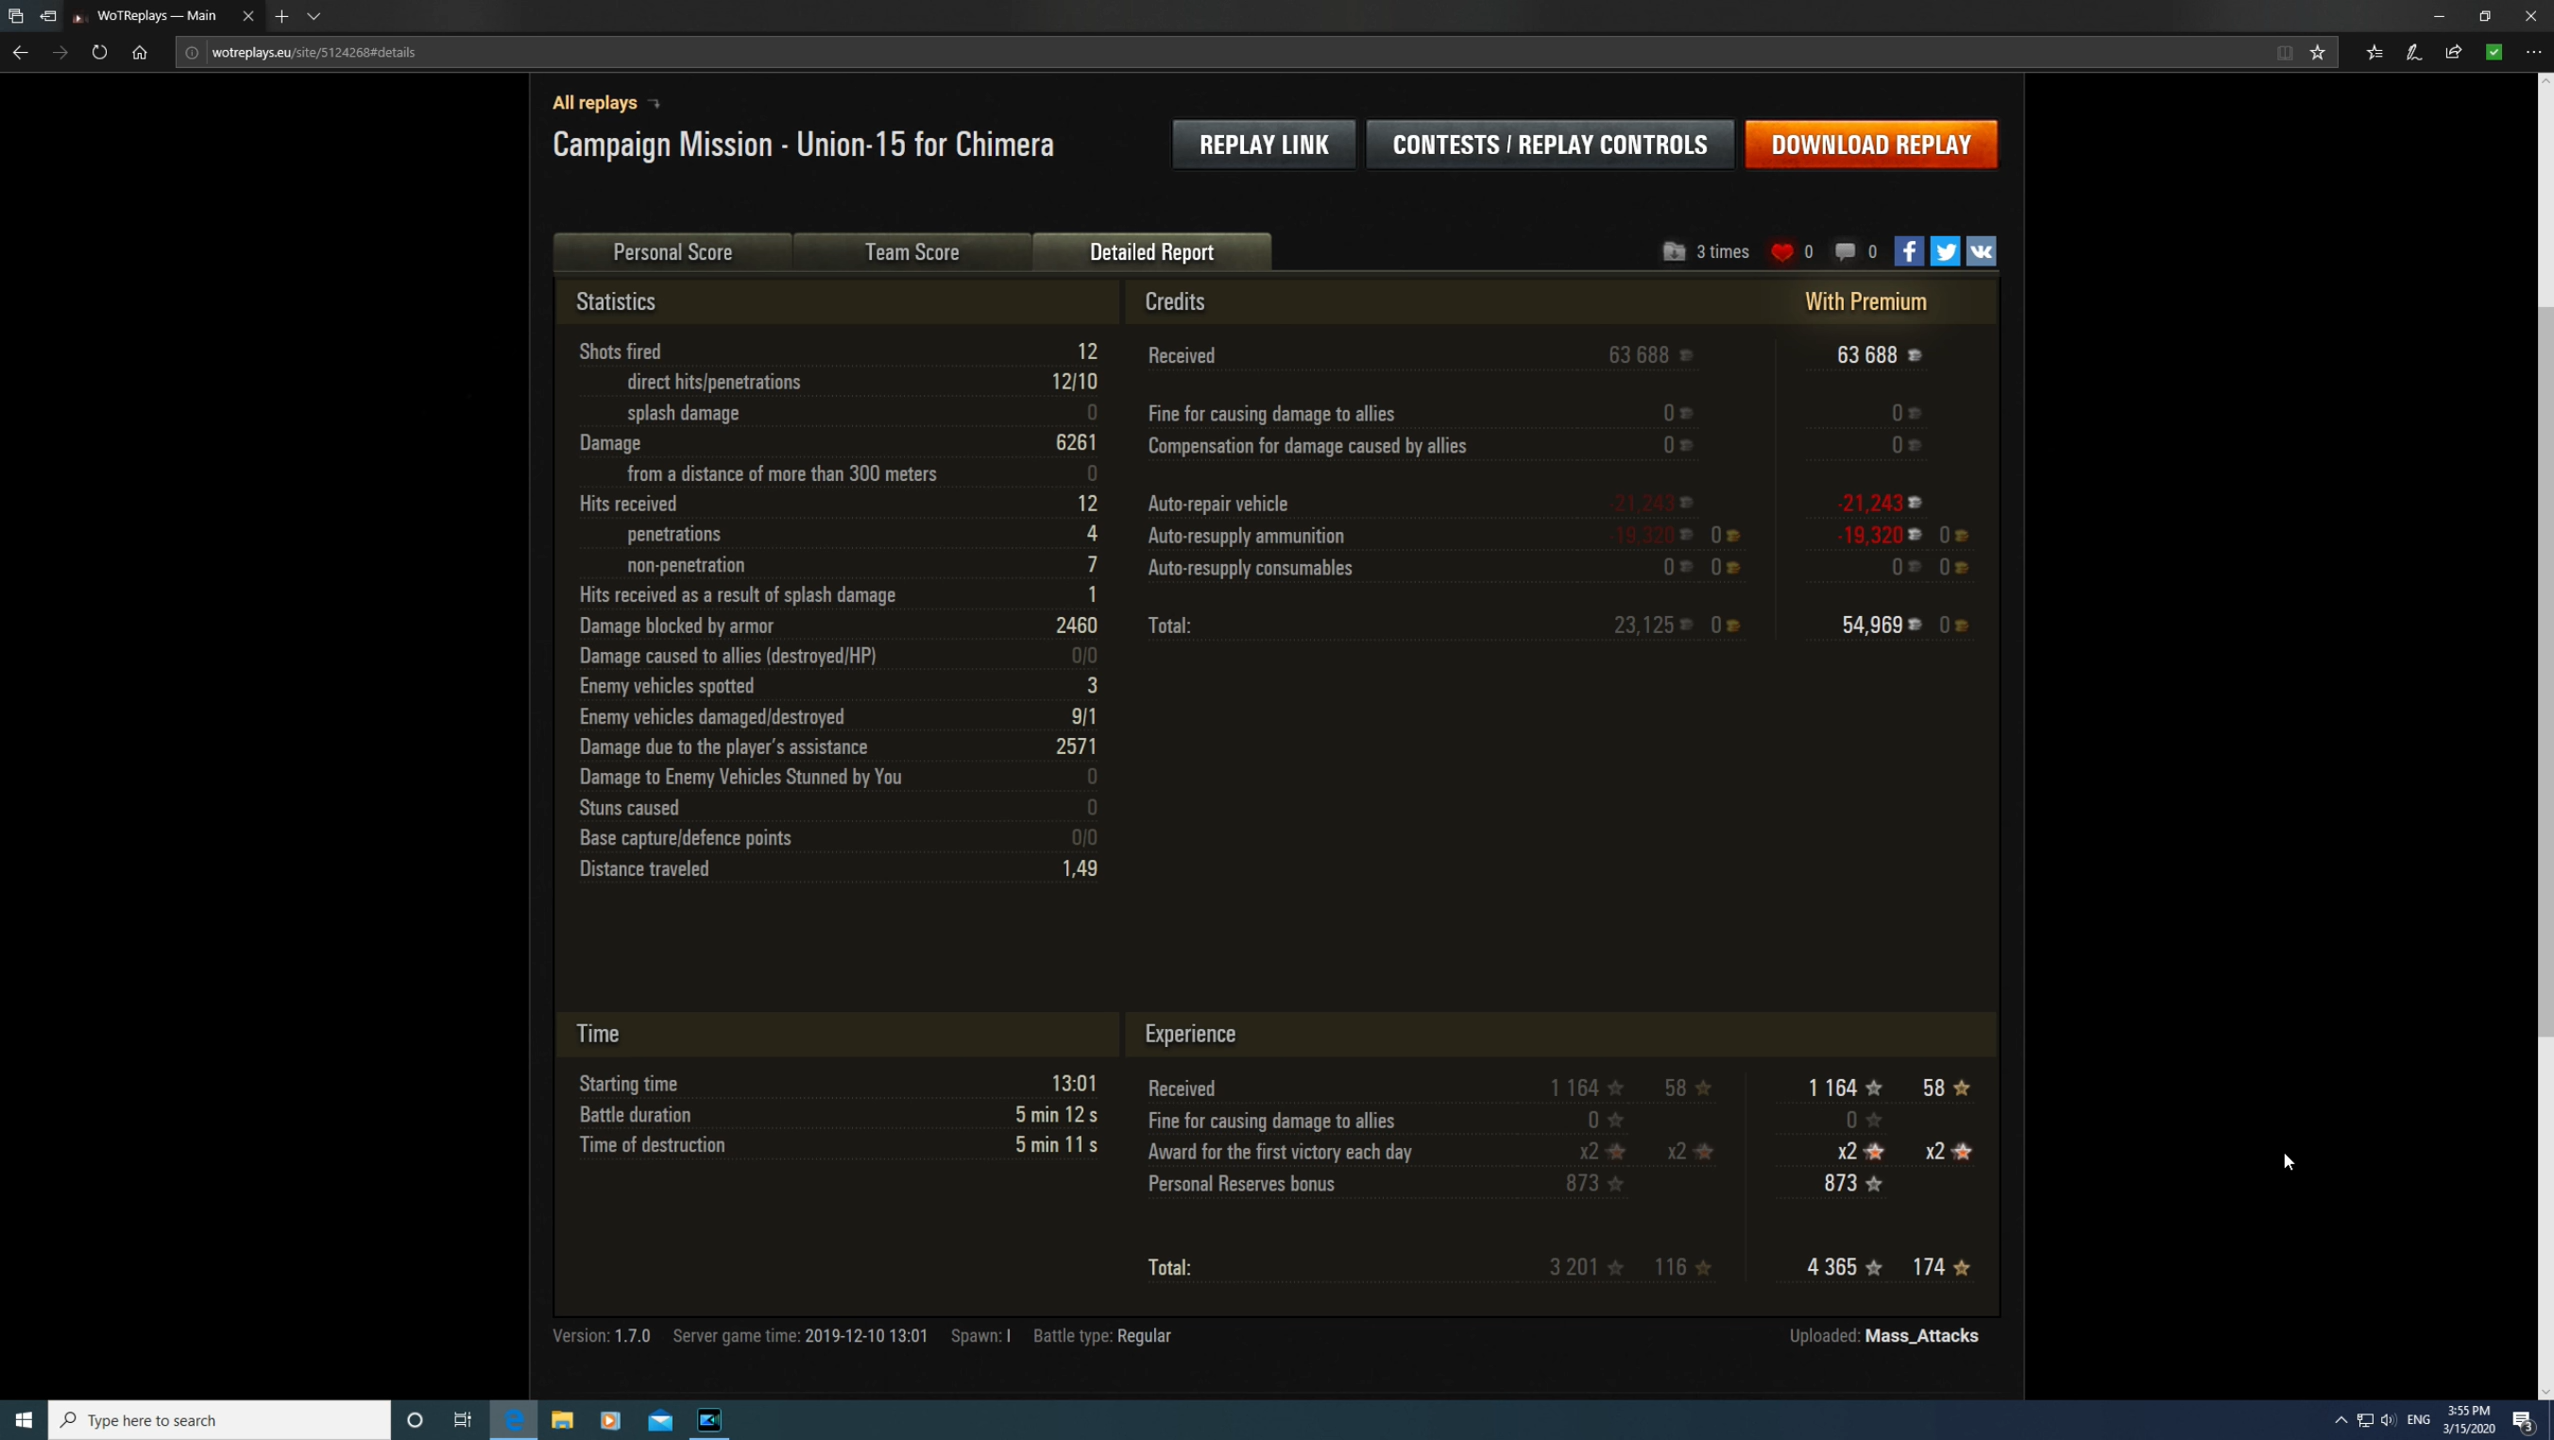 WoTReplays — Main
wotreplays.eu/site/5124268#details
All replays
Campaign Mission - Union-15 for Chimera
REPLAY LINK
CONTESTS / REPLAY CONTROLS
DOWNLOAD REPLAY
Personal Score
Team Score
Detailed Report
3 times 0 0
Statistics
Shots fired 12
direct hits/penetrations 12/10
splash damage 0
Damage 6261
from a distance of more than 300 meters 0
Hits received 12
penetrations 4
non-penetration 7
Hits received as a result of splash damage 1
Damage blocked by armor 2460
Damage caused to allies (destroyed/HP) 0/0
Enemy vehicles spotted 3
Enemy vehicles damaged/destroyed 9/1
Damage due to the player's assistance 2571
Damage to Enemy Vehicles Stunned by You 0
Stuns caused 0
Base capture/defence points 0/0
Distance traveled 1,49
Credits With Premium
Received 63 688 63 688
Fine for causing damage to allies 0 0
Compensation for damage caused by allies 0 0
Auto-repair vehicle -21,243 -21,243
Auto-resupply ammunition -19,320 0 -19,320 0
Auto-resupply consumables 0 0 0 0
Total: 23,125 0 54,969 0
Time
Starting time 13:01
Battle duration 5 min 12 s
Time of destruction 5 min 11 s
Experience
Received 1 164 58 1 164 58
Fine for causing damage to allies 0 0
Award for the first victory each day x2 x2 x2 x2
Personal Reserves bonus 873 873
Total: 3 201 116 4 365 174
Version: 1.7.0 Server game time: 2019-12-10 13:01 Spawn: I Battle type: Regular
Uploaded: Mass_Attacks
Type here to search
ENG
3:55 PM
3/15/2020
3